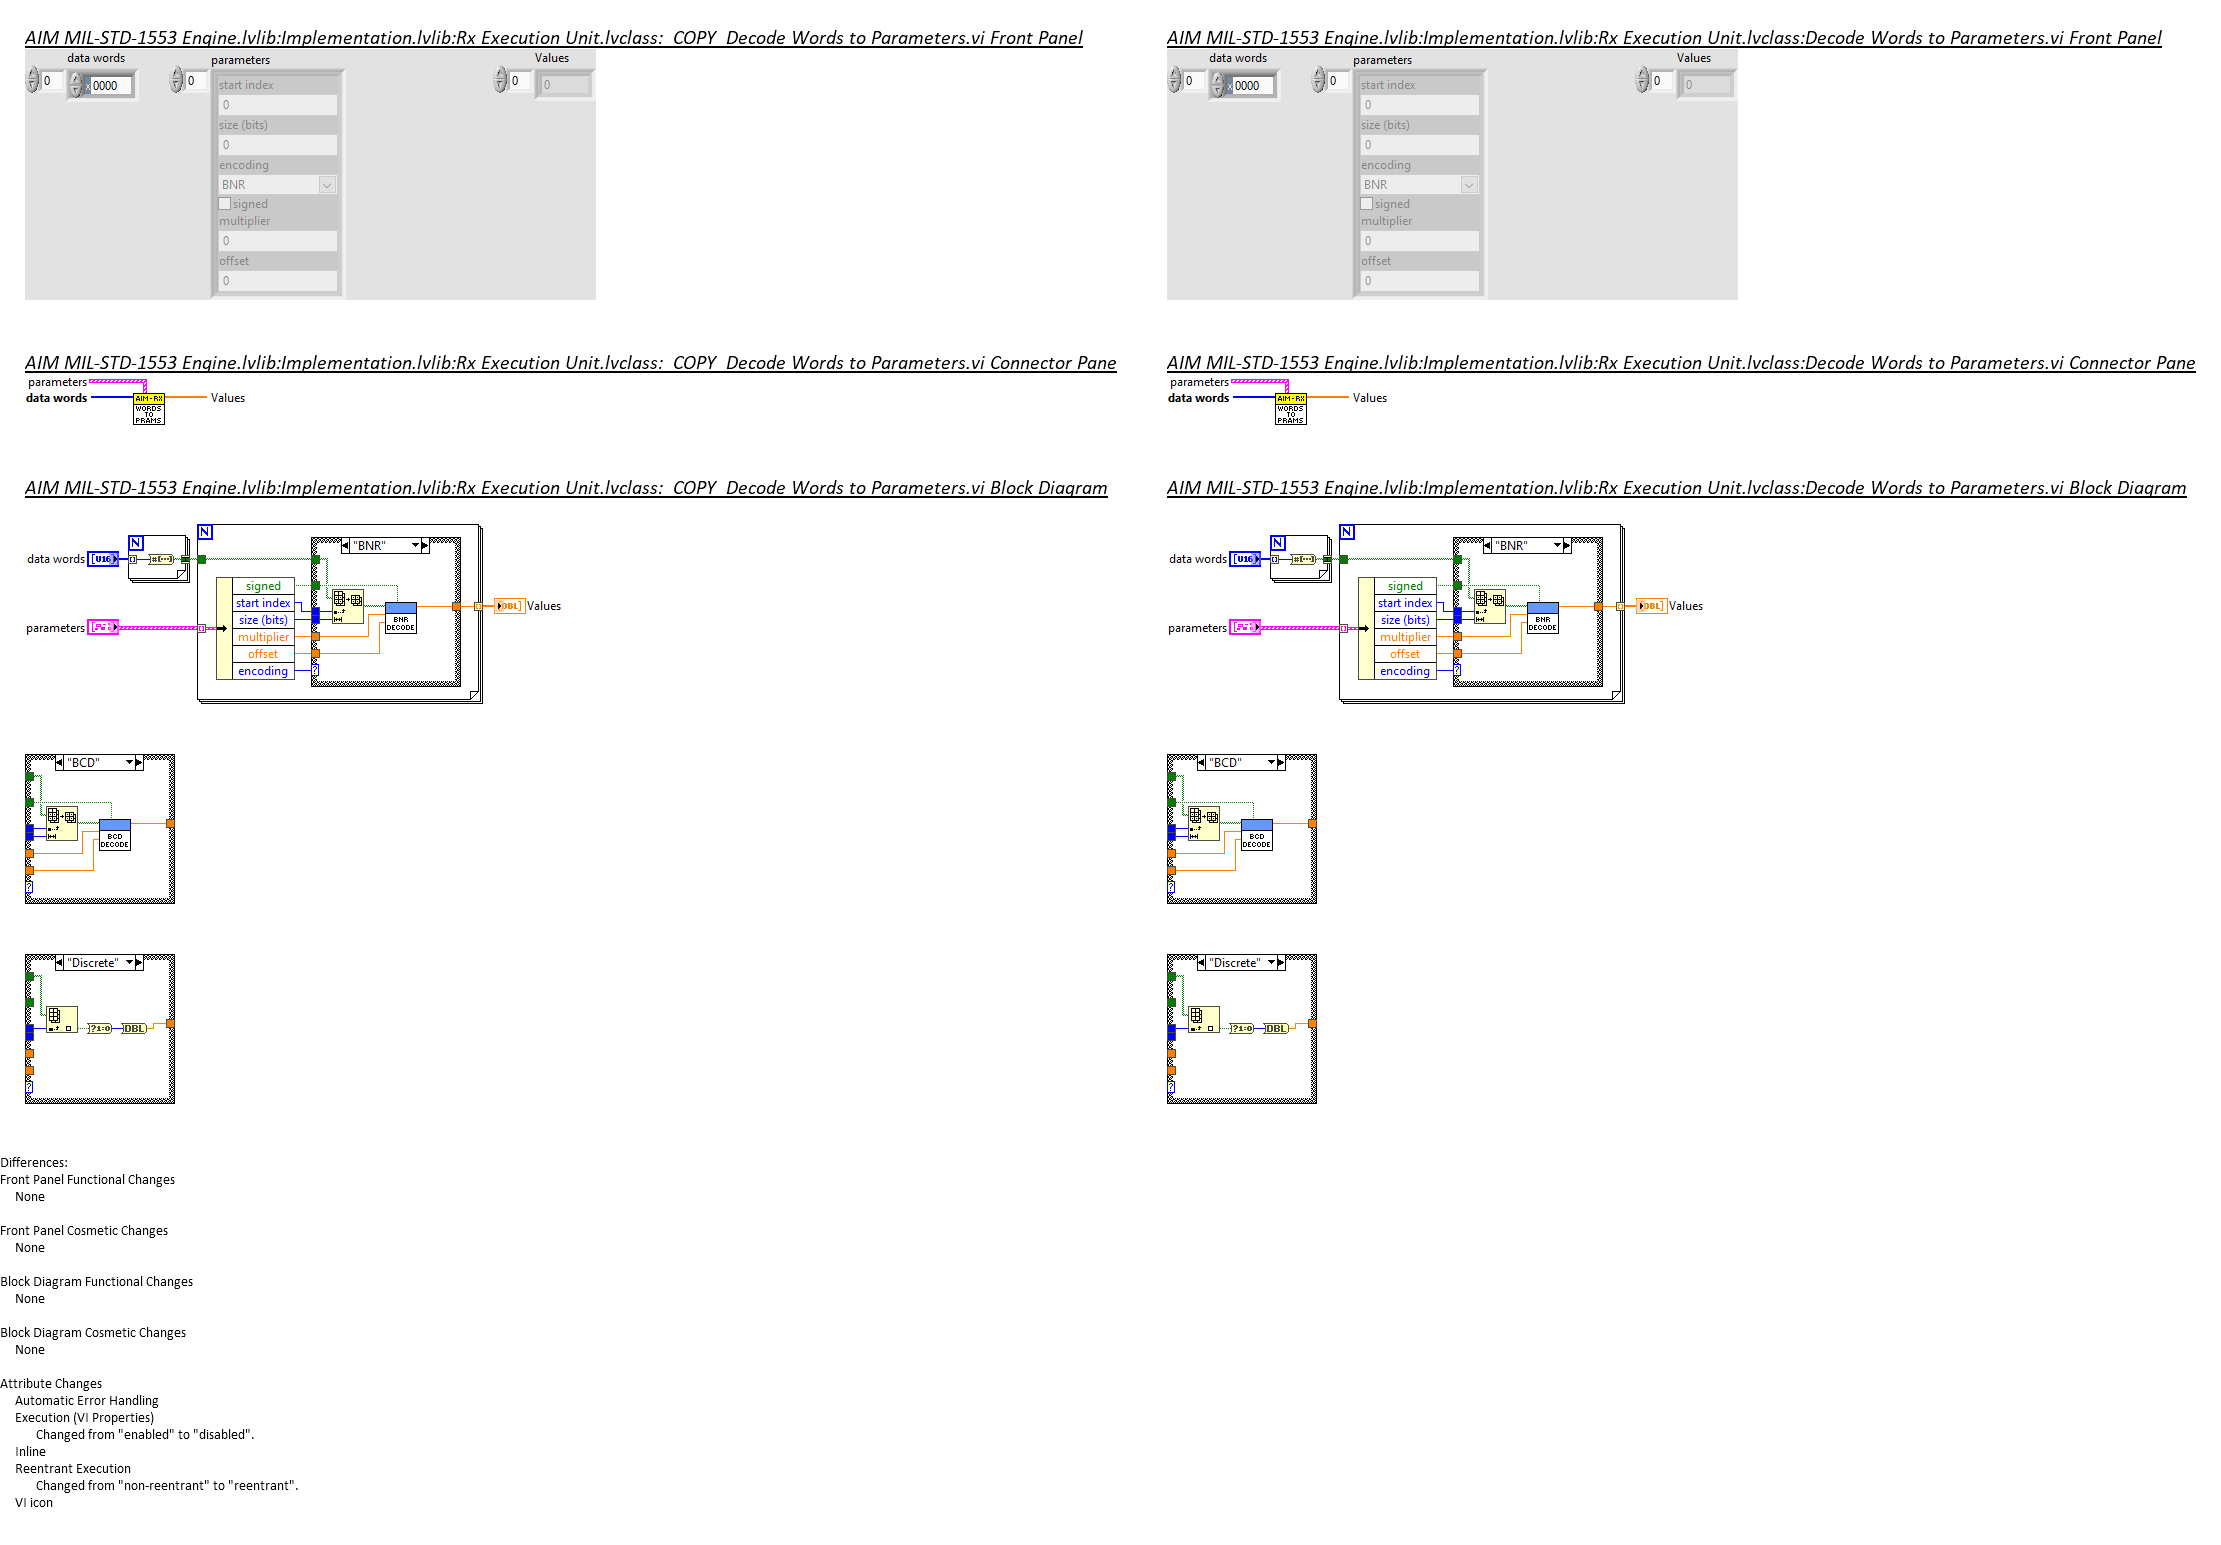 AIM MIL-STD-1553 Engine.lvlib:Implementation.lvlib:Rx Execution Unit.lvclass:_COPY_Decode Words to Parameters.vi Front Panel
data words
parameters
Values
0
x 0000
0
0
0
start index
0
size (bits)
0
encoding
BNR
signed
multiplier
0
offset
0
AIM MIL-STD-1553 Engine.lvlib:Implementation.lvlib:Rx Execution Unit.lvclass:Decode Words to Parameters.vi Front Panel
data words
parameters
Values
0
x 0000
0
0
0
start index
0
size (bits)
0
encoding
BNR
signed
multiplier
0
offset
0
AIM MIL-STD-1553 Engine.lvlib:Implementation.lvlib:Rx Execution Unit.lvclass:_COPY_Decode Words to Parameters.vi Connector Pane
parameters
data words
AIM-RX
WORDS
TO
PRAMS
Values
AIM MIL-STD-1553 Engine.lvlib:Implementation.lvlib:Rx Execution Unit.lvclass:Decode Words to Parameters.vi Connector Pane
parameters
data words
AIM-RX
WORDS
TO
PRAMS
Values
AIM MIL-STD-1553 Engine.lvlib:Implementation.lvlib:Rx Execution Unit.lvclass:_COPY_Decode Words to Parameters.vi Block Diagram
N
N
"BNR"
data words
[U16]
#[...]
signed
start index
size (bits)
multiplier
offset
encoding
parameters
BNR
DECODE
?
DBL]
Values
"BCD"
BCD
DECODE
?
"Discrete"
?1:0
DBL
?
AIM MIL-STD-1553 Engine.lvlib:Implementation.lvlib:Rx Execution Unit.lvclass:Decode Words to Parameters.vi Block Diagram
N
N
"BNR"
data words
[U16]
#[...]
signed
start index
size (bits)
multiplier
offset
encoding
parameters
BNR
DECODE
?
DBL]
Values
"BCD"
BCD
DECODE
?
"Discrete"
?1:0
DBL
?
Differences:
Front Panel Functional Changes
None
Front Panel Cosmetic Changes
None
Block Diagram Functional Changes
None
Block Diagram Cosmetic Changes
None
Attribute Changes
Automatic Error Handling
Execution (VI Properties)
Changed from "enabled" to "disabled".
Inline
Reentrant Execution
Changed from "non-reentrant" to "reentrant".
VI icon